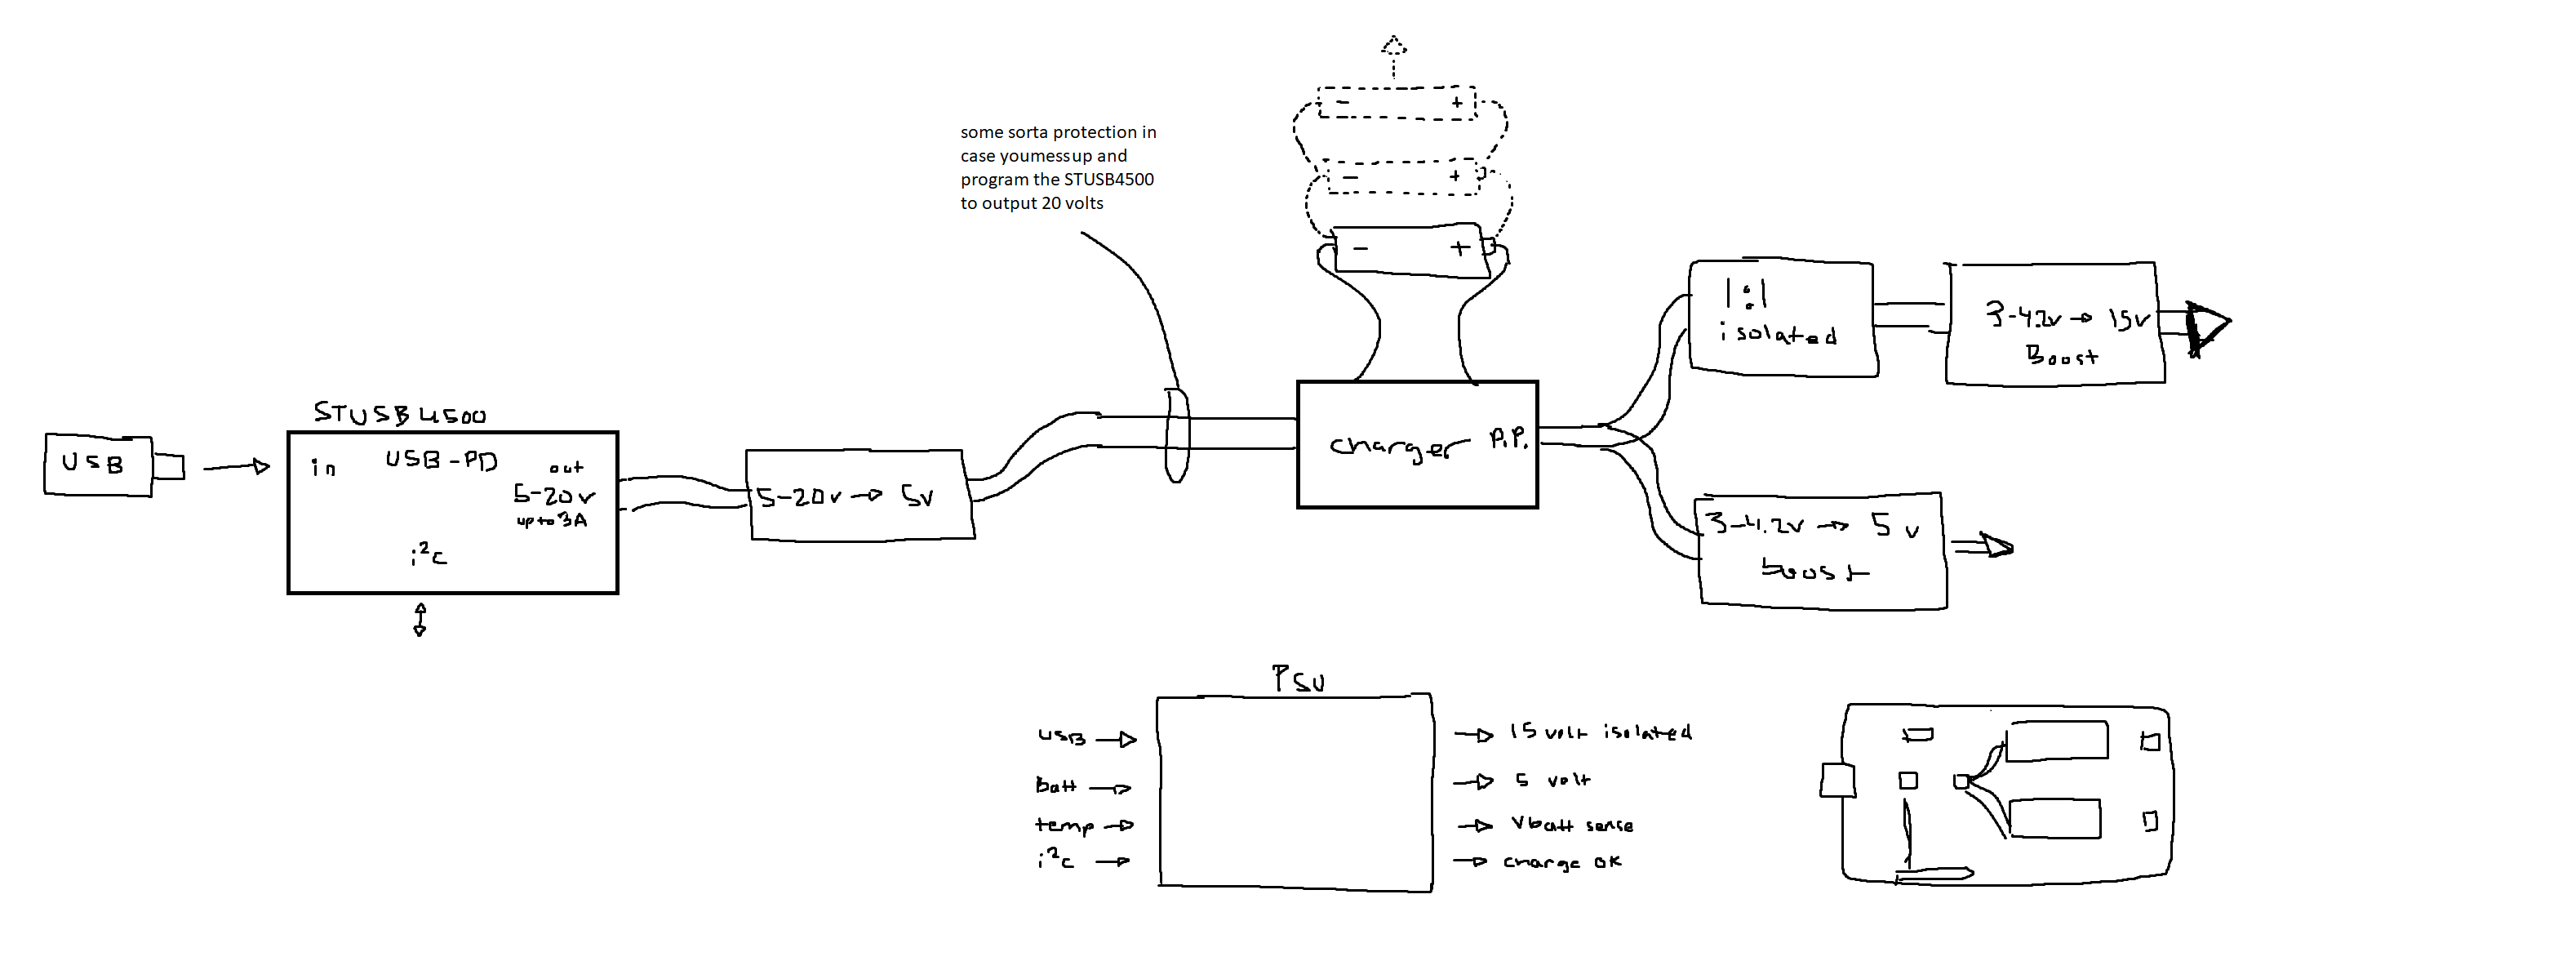 some sorta protection in
case youmessup and
program the STUSB4500
to output 20 volts
- +
- +
- +
1:1
isolated
3-4.2v → 15v
Boost
STUSB4500
USB
in USB-PD out
5-20v
up to 3A
i²c
5-20v → 5v
charger P.P.
3-4.2v → 5v
boost
PSU
USB →
batt →
temp →
i²c →
→ 15 volt isolated
→ 5 volt
→ Vbatt sense
→ charge OK